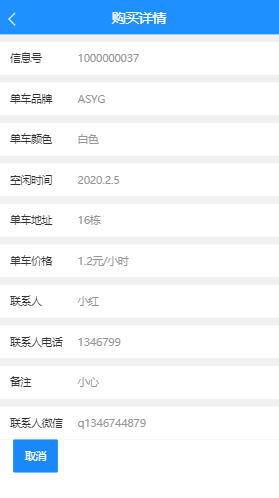 购买详情
信息号 1000000037
单车品牌 ASYG
单车颜色 白色
空闲时间 2020.2.5
单车地址 16栋
单车价格 1.2元/小时
联系人 小红
联系人电话 1346799
备注 小心
联系人微信 q1346744879
取消